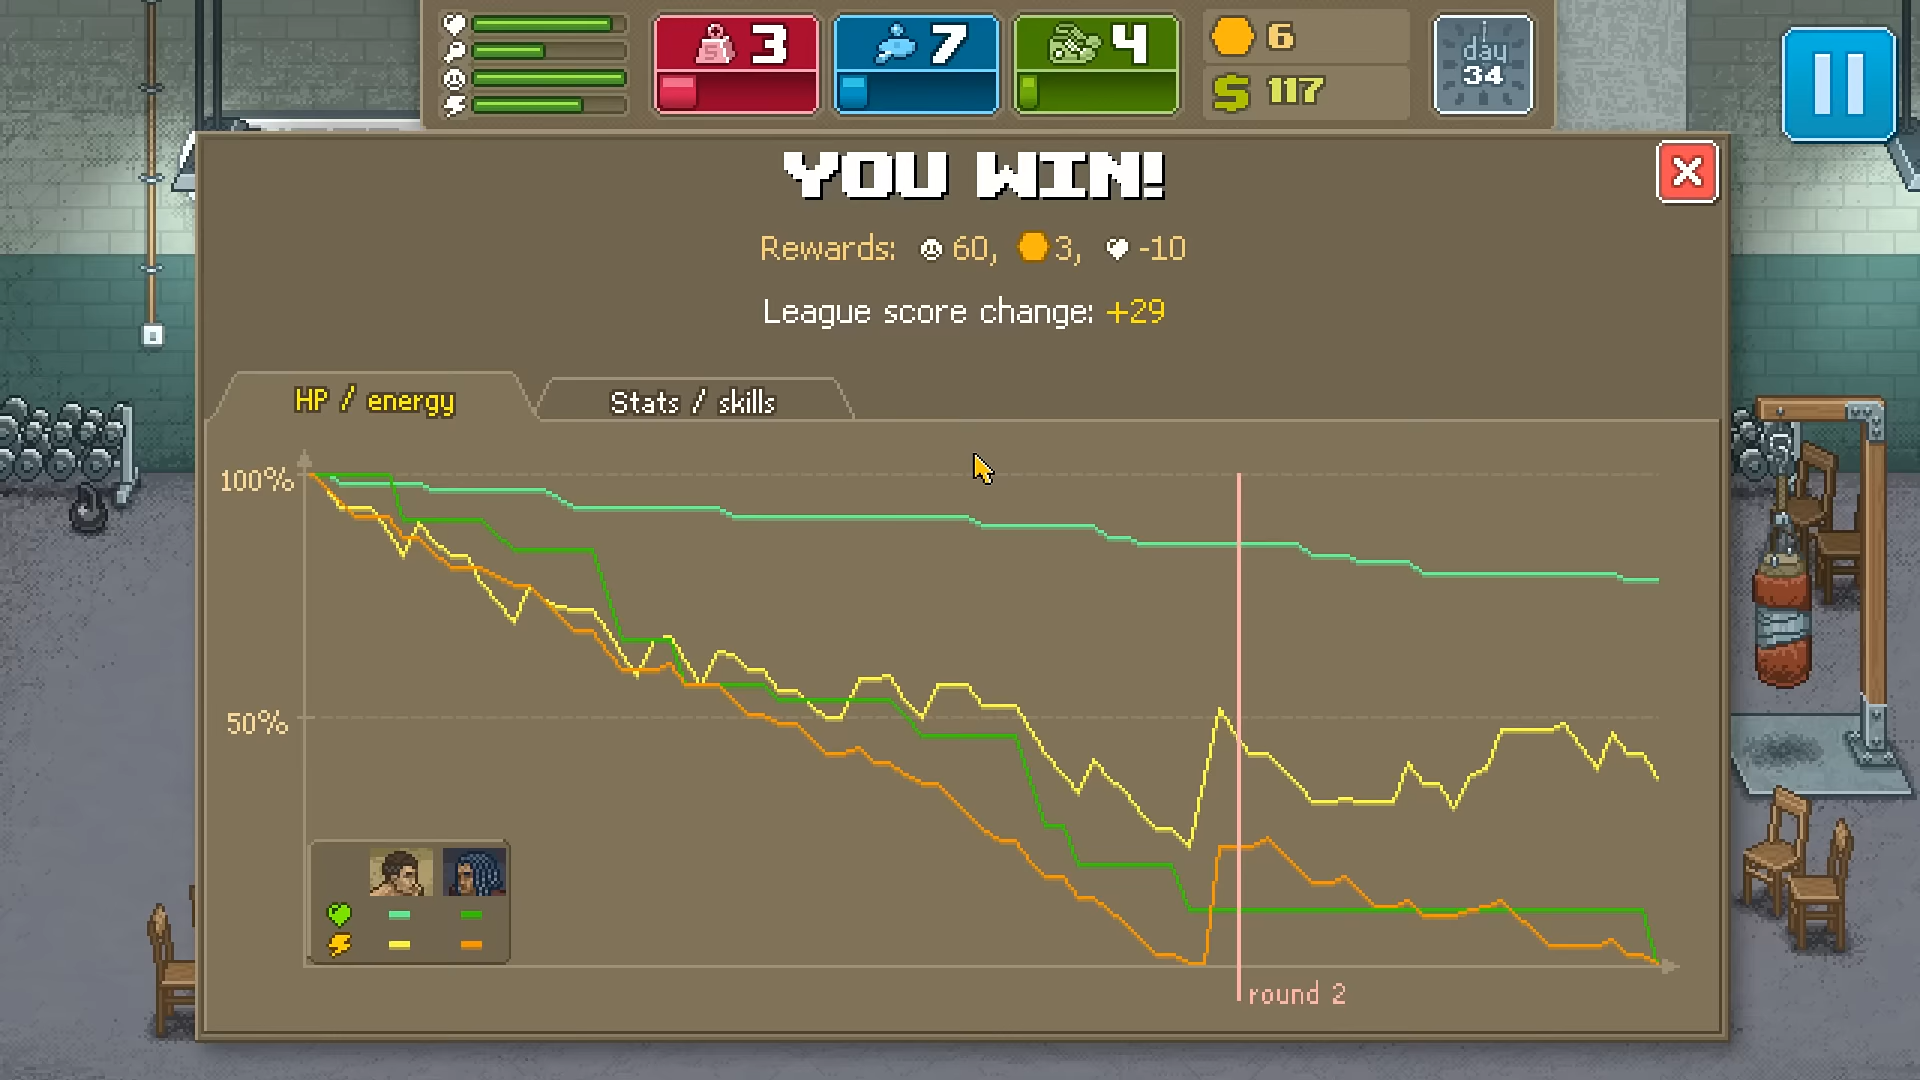 3 7 4 6
$ 117
day
34
YOU WIN!
Rewards: 60, 3, -10
League score change: +29
HP / energy Stats / skills
100%
50%
round 2